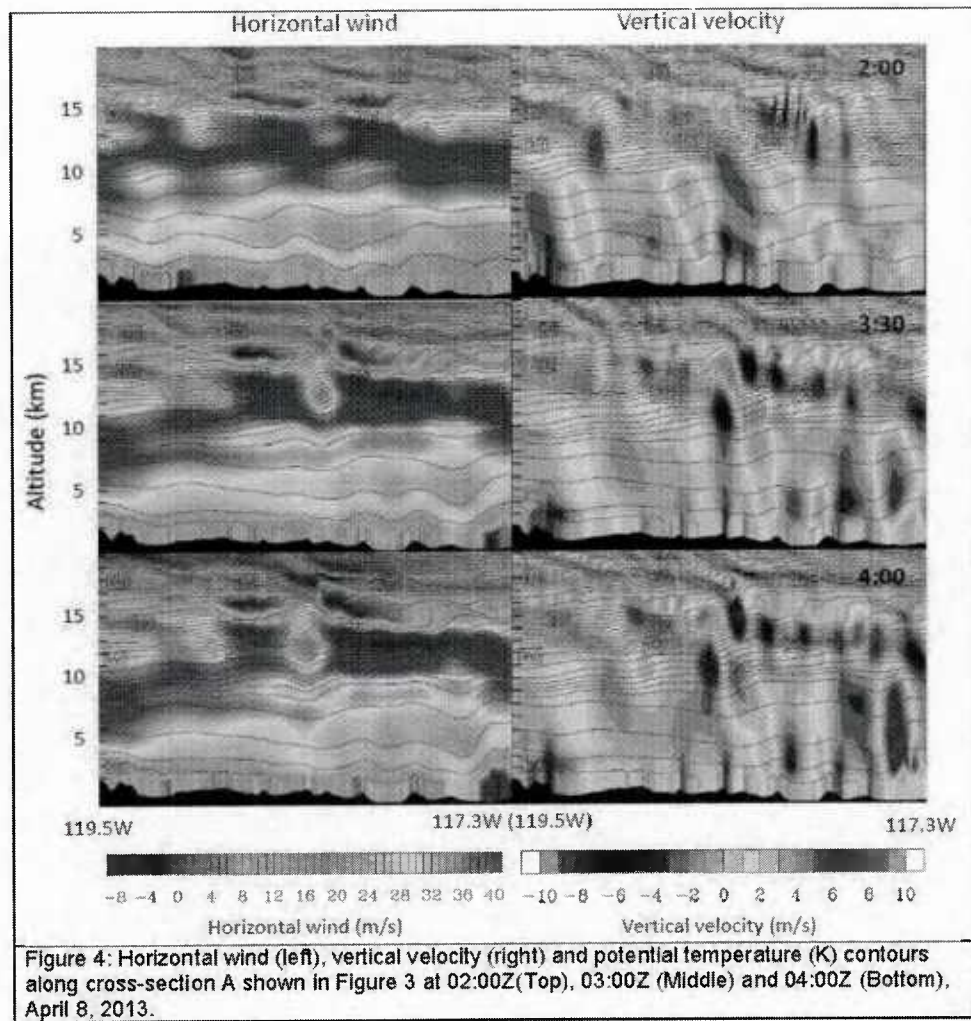 Horizontal wind Vertical velocity
2:00
15
10
5
3:30
15
10
5
Altitude (km)
4:00
15
10
5
119.5W 117.3W (119.5W) 117.3W
-8 -4 0 4 8 12 16 20 24 28 32 36 40 -10 -8 -6 -4 -2 0 2 4 6 8 10
Horizontal wind (m/s) Vertical velocity (m/s)
Figure 4: Horizontal wind (left), vertical velocity (right) and potential temperature (K) contours
along cross-section A shown in Figure 3 at 02:00Z(Top), 03:00Z (Middle) and 04:00Z (Bottom),
April 8, 2013.